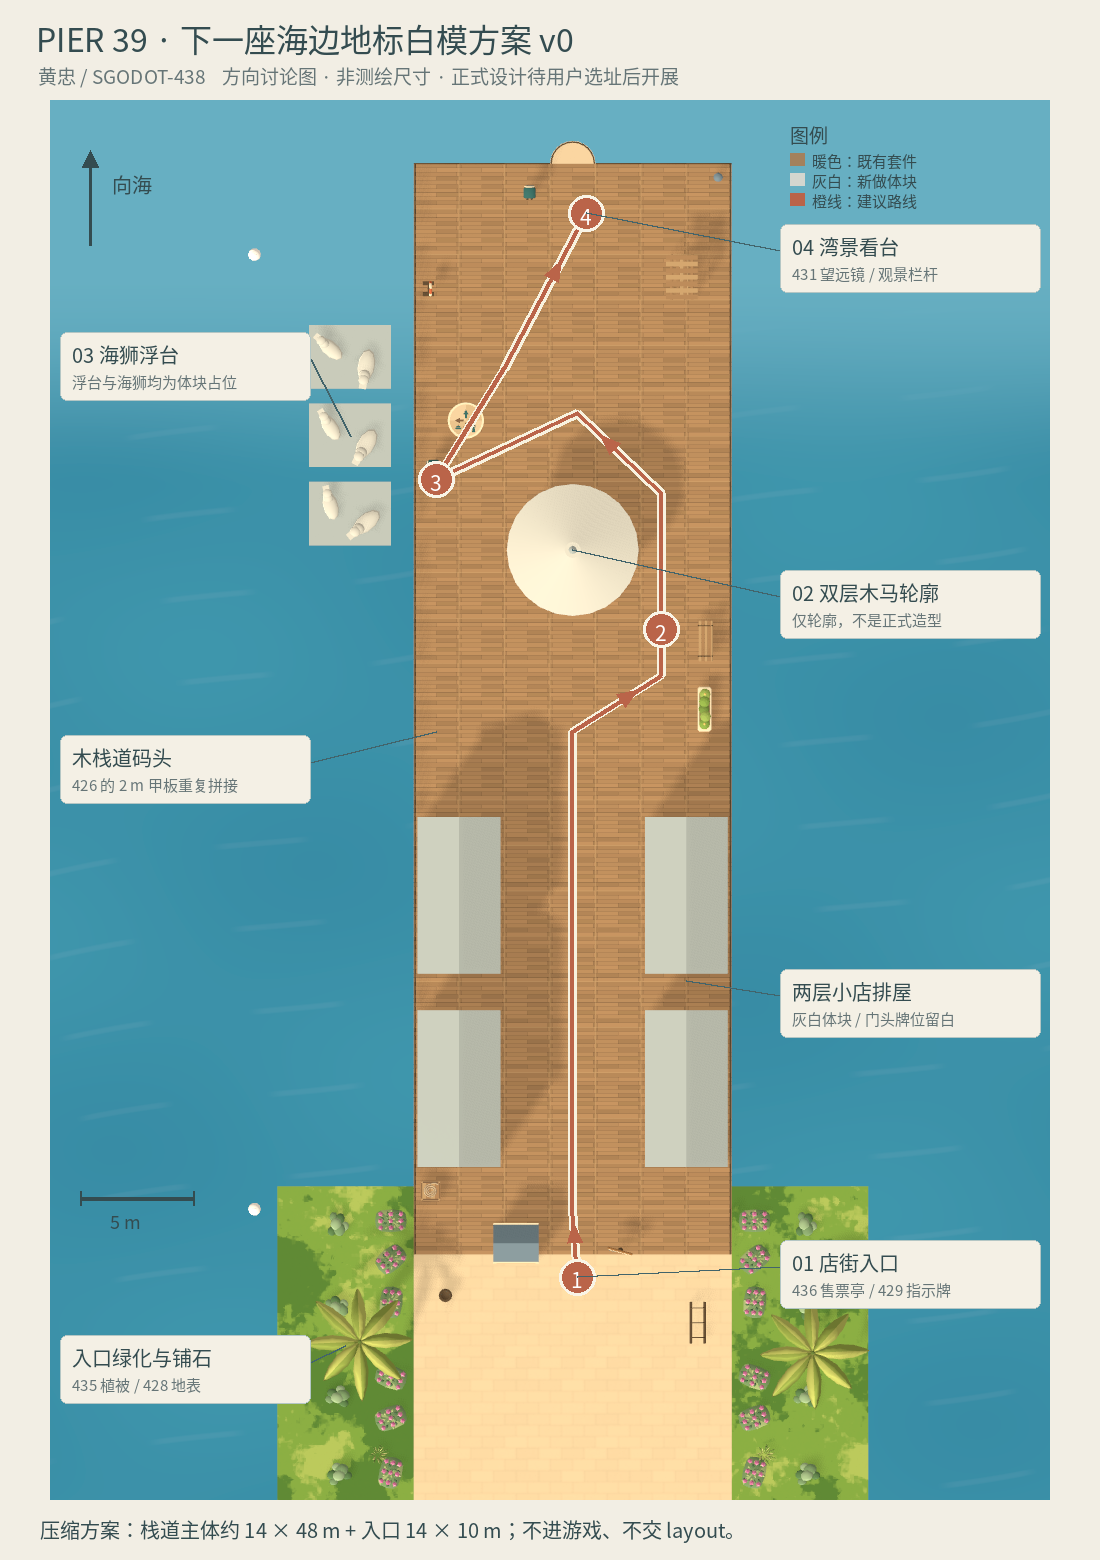 PIER 39 · 下一座海边地标白模方案 v0
黄忠 / SGODOT-438 方向讨论图 · 非测绘尺寸 · 正式设计待用户选址后开展
向海
图例
暖色：既有套件
灰白：新做体块
橙线：建议路线
4
04 湾景看台
431 望远镜 / 观景栏杆
03 海狮浮台
浮台与海狮均为体块占位
3
02 双层木马轮廓
仅轮廓，不是正式造型
2
木栈道码头
426 的 2 m 甲板重复拼接
两层小店排屋
灰白体块 / 门头牌位留白
5 m
01 店街入口
436 售票亭 / 429 指示牌
1
入口绿化与铺石
435 植被 / 428 地表
压缩方案：栈道主体约 14 × 48 m + 入口 14 × 10 m；不进游戏、不交 layout。